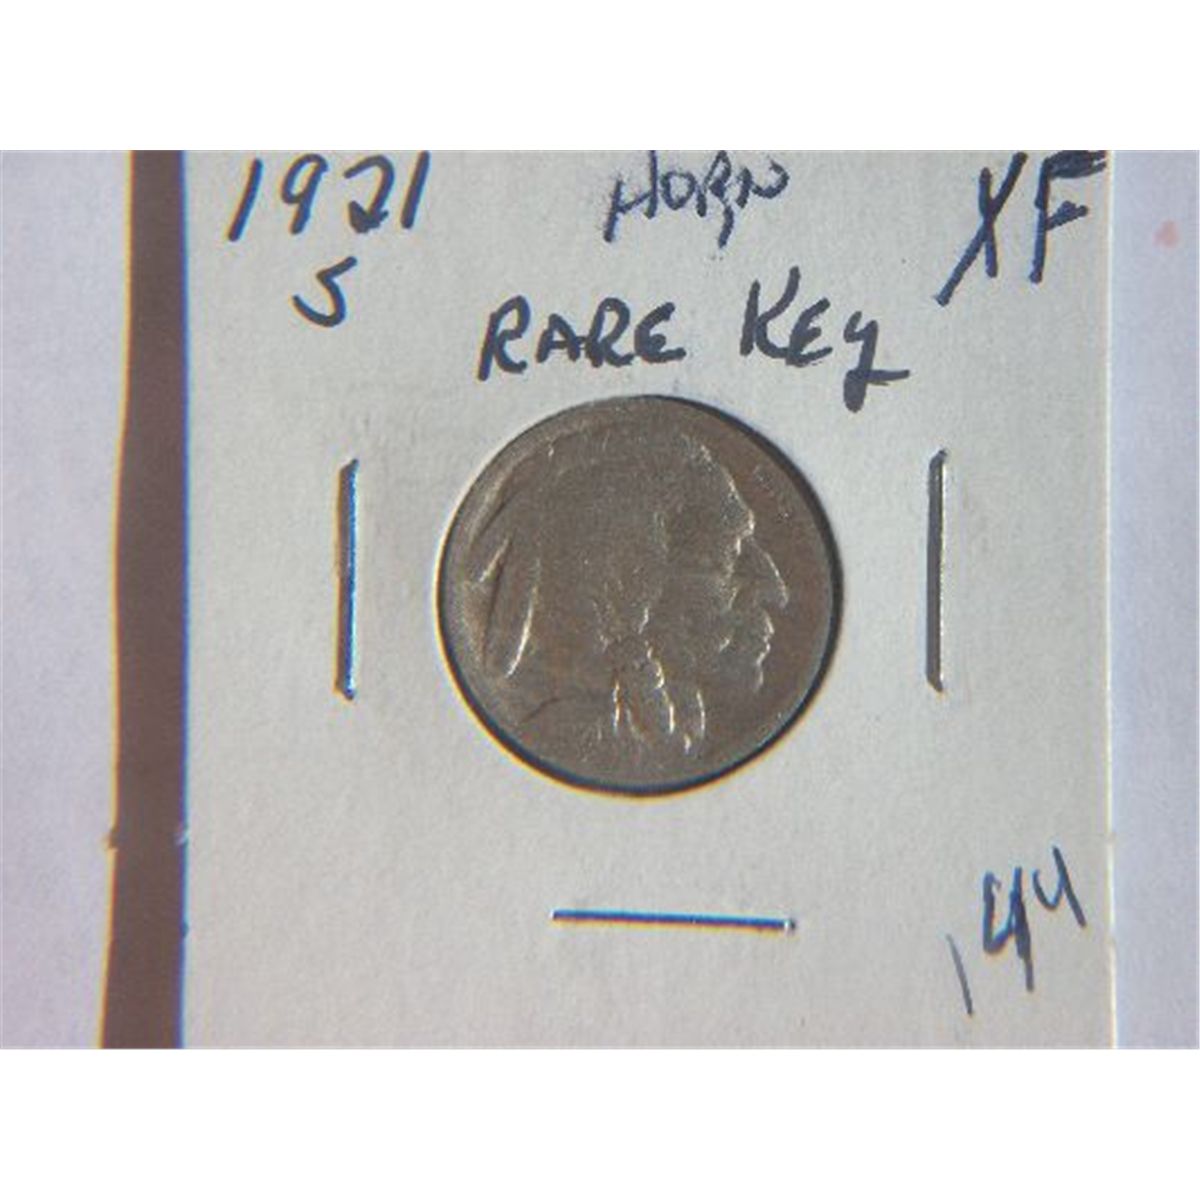 1921 HORN XF
S
RARE KEY
144